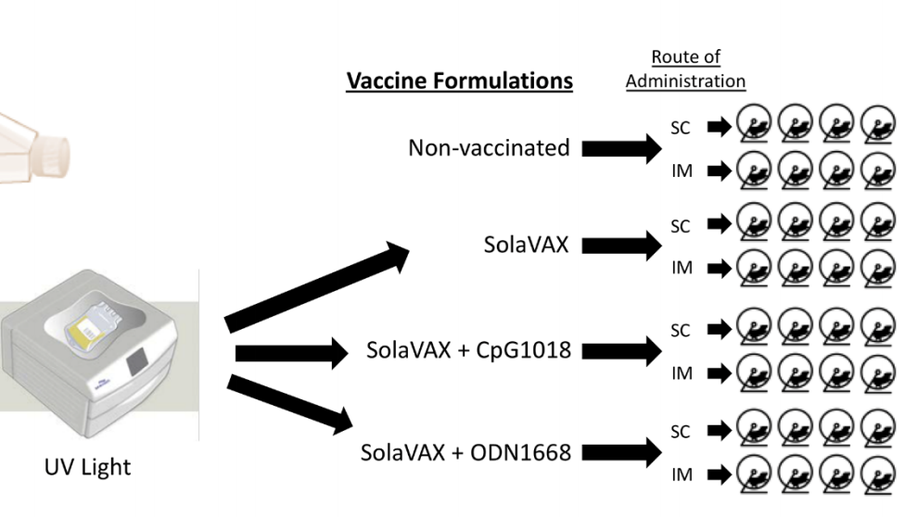 Route of
Administration
Vaccine Formulations
Non-vaccinated
SC
IM
SolaVAX
SC
IM
SolaVAX + CpG1018
SC
IM
SolaVAX + ODN1668
SC
IM
UV Light